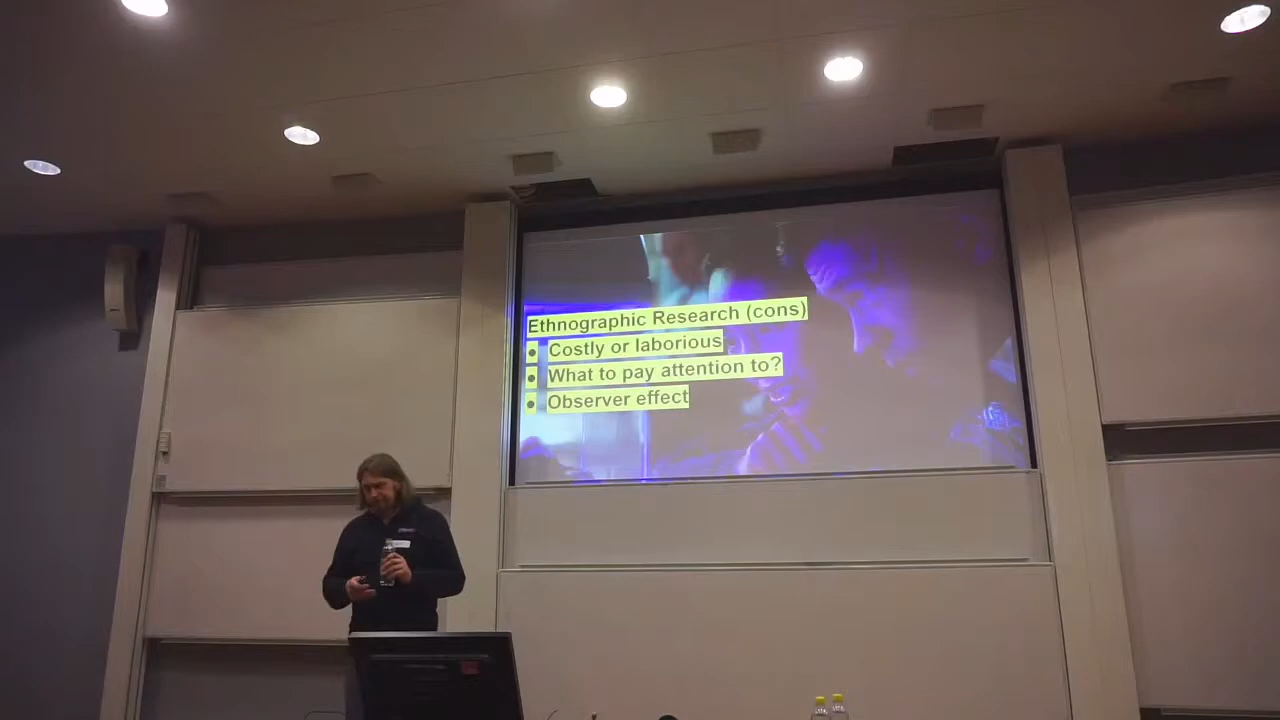 Ethnographic Research (cons)
• Costly or laborious
• What to pay attention to?
• Observer effect